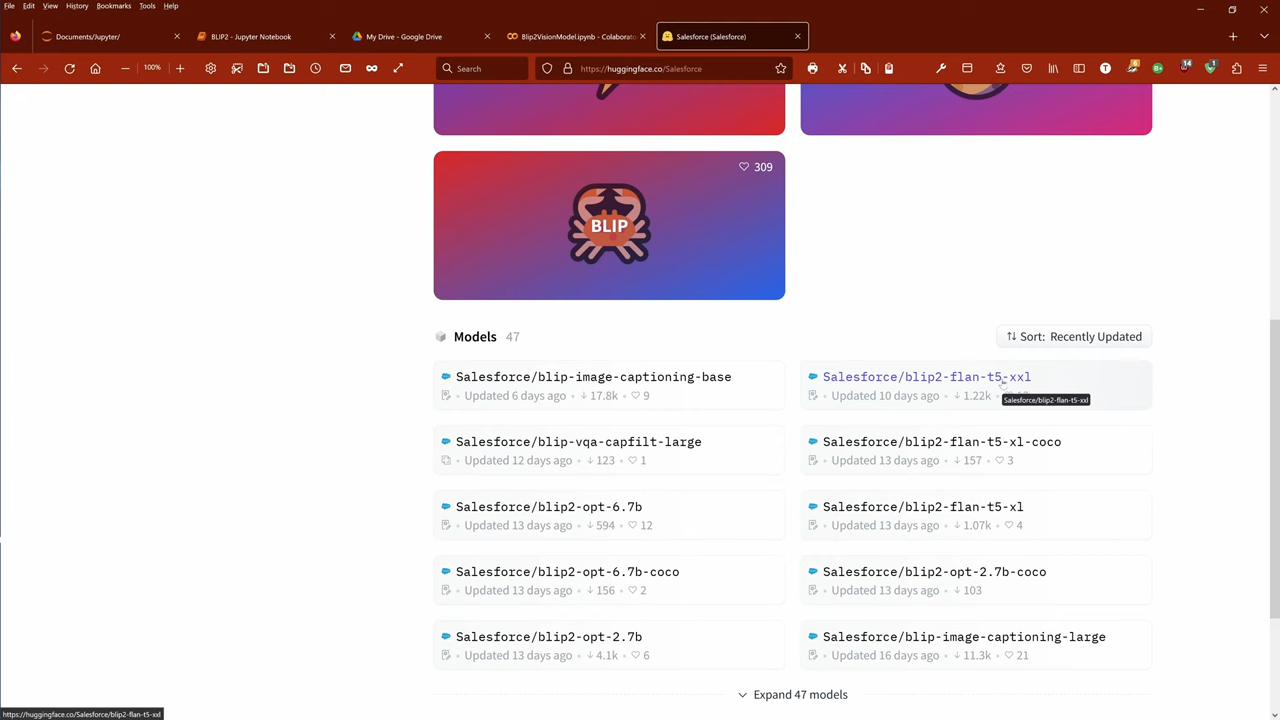 File Edit View History Bookmarks Tools Help
Documents/Jupyter/
BLIP2 - Jupyter Notebook
My Drive - Google Drive
Blip2VisionModel.ipynb - Colaborato
Salesforce (Salesforce)
100%
Search
https://huggingface.co/Salesforce
6
14
1
309
BLIP
Models 47
Sort: Recently Updated
Salesforce/blip-image-captioning-base
Updated 6 days ago • 17.8k • 9
Salesforce/blip2-flan-t5-xxl
Updated 10 days ago • 1.22k •
Salesforce/blip2-flan-t5-xxl
Salesforce/blip-vqa-capfilt-large
Updated 12 days ago • 123 • 1
Salesforce/blip2-flan-t5-xl-coco
Updated 13 days ago • 157 • 3
Salesforce/blip2-opt-6.7b
Updated 13 days ago • 594 • 12
Salesforce/blip2-flan-t5-xl
Updated 13 days ago • 1.07k • 4
Salesforce/blip2-opt-6.7b-coco
Updated 13 days ago • 156 • 2
Salesforce/blip2-opt-2.7b-coco
Updated 13 days ago • 103
Salesforce/blip2-opt-2.7b
Updated 13 days ago • 4.1k • 6
Salesforce/blip-image-captioning-large
Updated 16 days ago • 11.3k • 21
Expand 47 models
https://huggingface.co/Salesforce/blip2-flan-t5-xxl